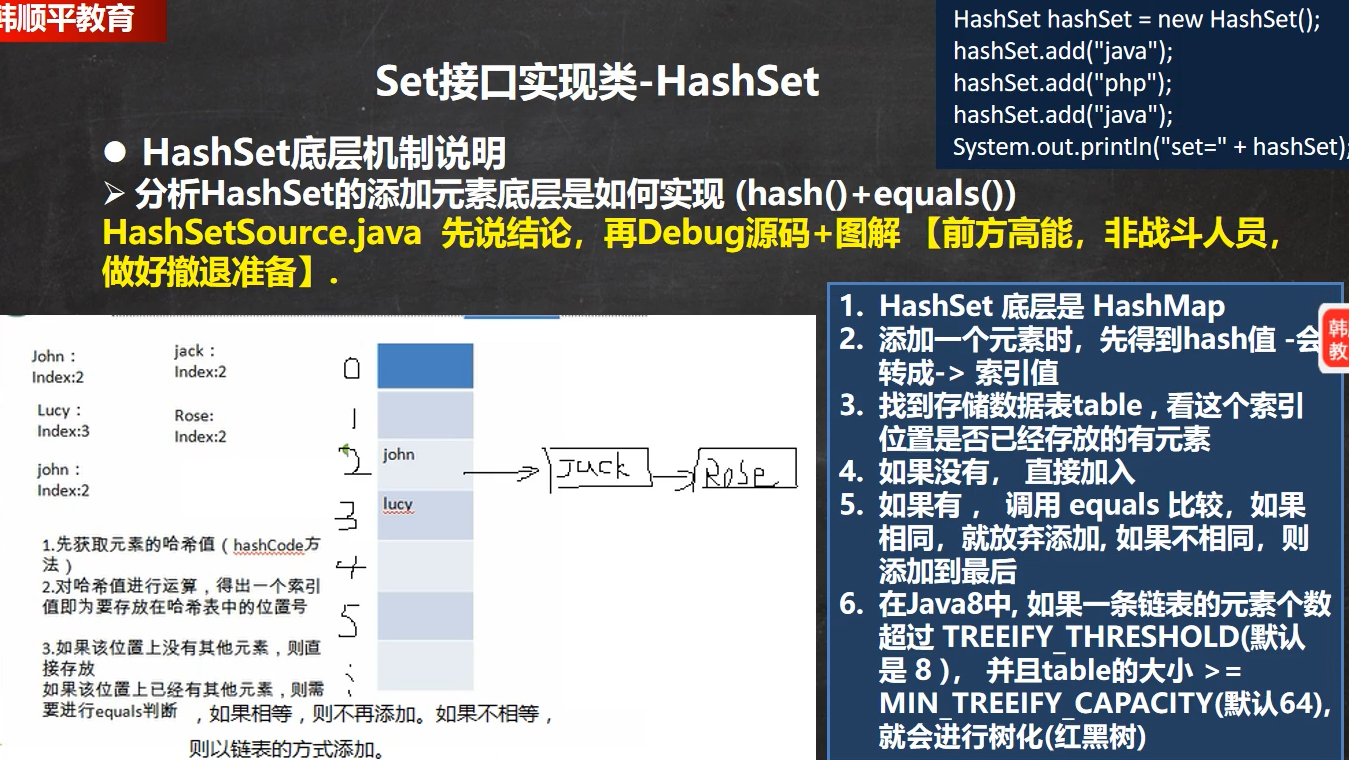 韩顺平教育
HashSet hashSet = new HashSet();
hashSet.add("java");
hashSet.add("php");
hashSet.add("java");
System.out.println("set=" + hashSet);
Set接口实现类-HashSet
● HashSet底层机制说明
➢ 分析HashSet的添加元素底层是如何实现 (hash()+equals())
HashSetSource.java 先说结论，再Debug源码+图解 【前方高能，非战斗人员，
做好撤退准备】.
John：
Index:2
jack：
Index:2
Lucy：
Index:3
Rose:
Index:2
john：
Index:2
1.先获取元素的哈希值（hashCode方
法）
2.对哈希值进行运算，得出一个索引
值即为要存放在哈希表中的位置号
3.如果该位置上没有其他元素，则直
接存放
如果该位置上已经有其他元素，则需
要进行equals判断 ，如果相等，则不再添加。如果不相等，
则以链表的方式添加。
0
1
2 john Jack Rose
3 lucy
4
5
1. HashSet 底层是 HashMap
2. 添加一个元素时，先得到hash值 -会
转成-> 索引值
3. 找到存储数据表table , 看这个索引
位置是否已经存放的有元素
4. 如果没有， 直接加入
5. 如果有 ， 调用 equals 比较，如果
相同，就放弃添加, 如果不相同，则
添加到最后
6. 在Java8中, 如果一条链表的元素个数
超过 TREEIFY_THRESHOLD(默认
是 8 )， 并且table的大小 >=
MIN_TREEIFY_CAPACITY(默认64),
就会进行树化(红黑树)
韩
教